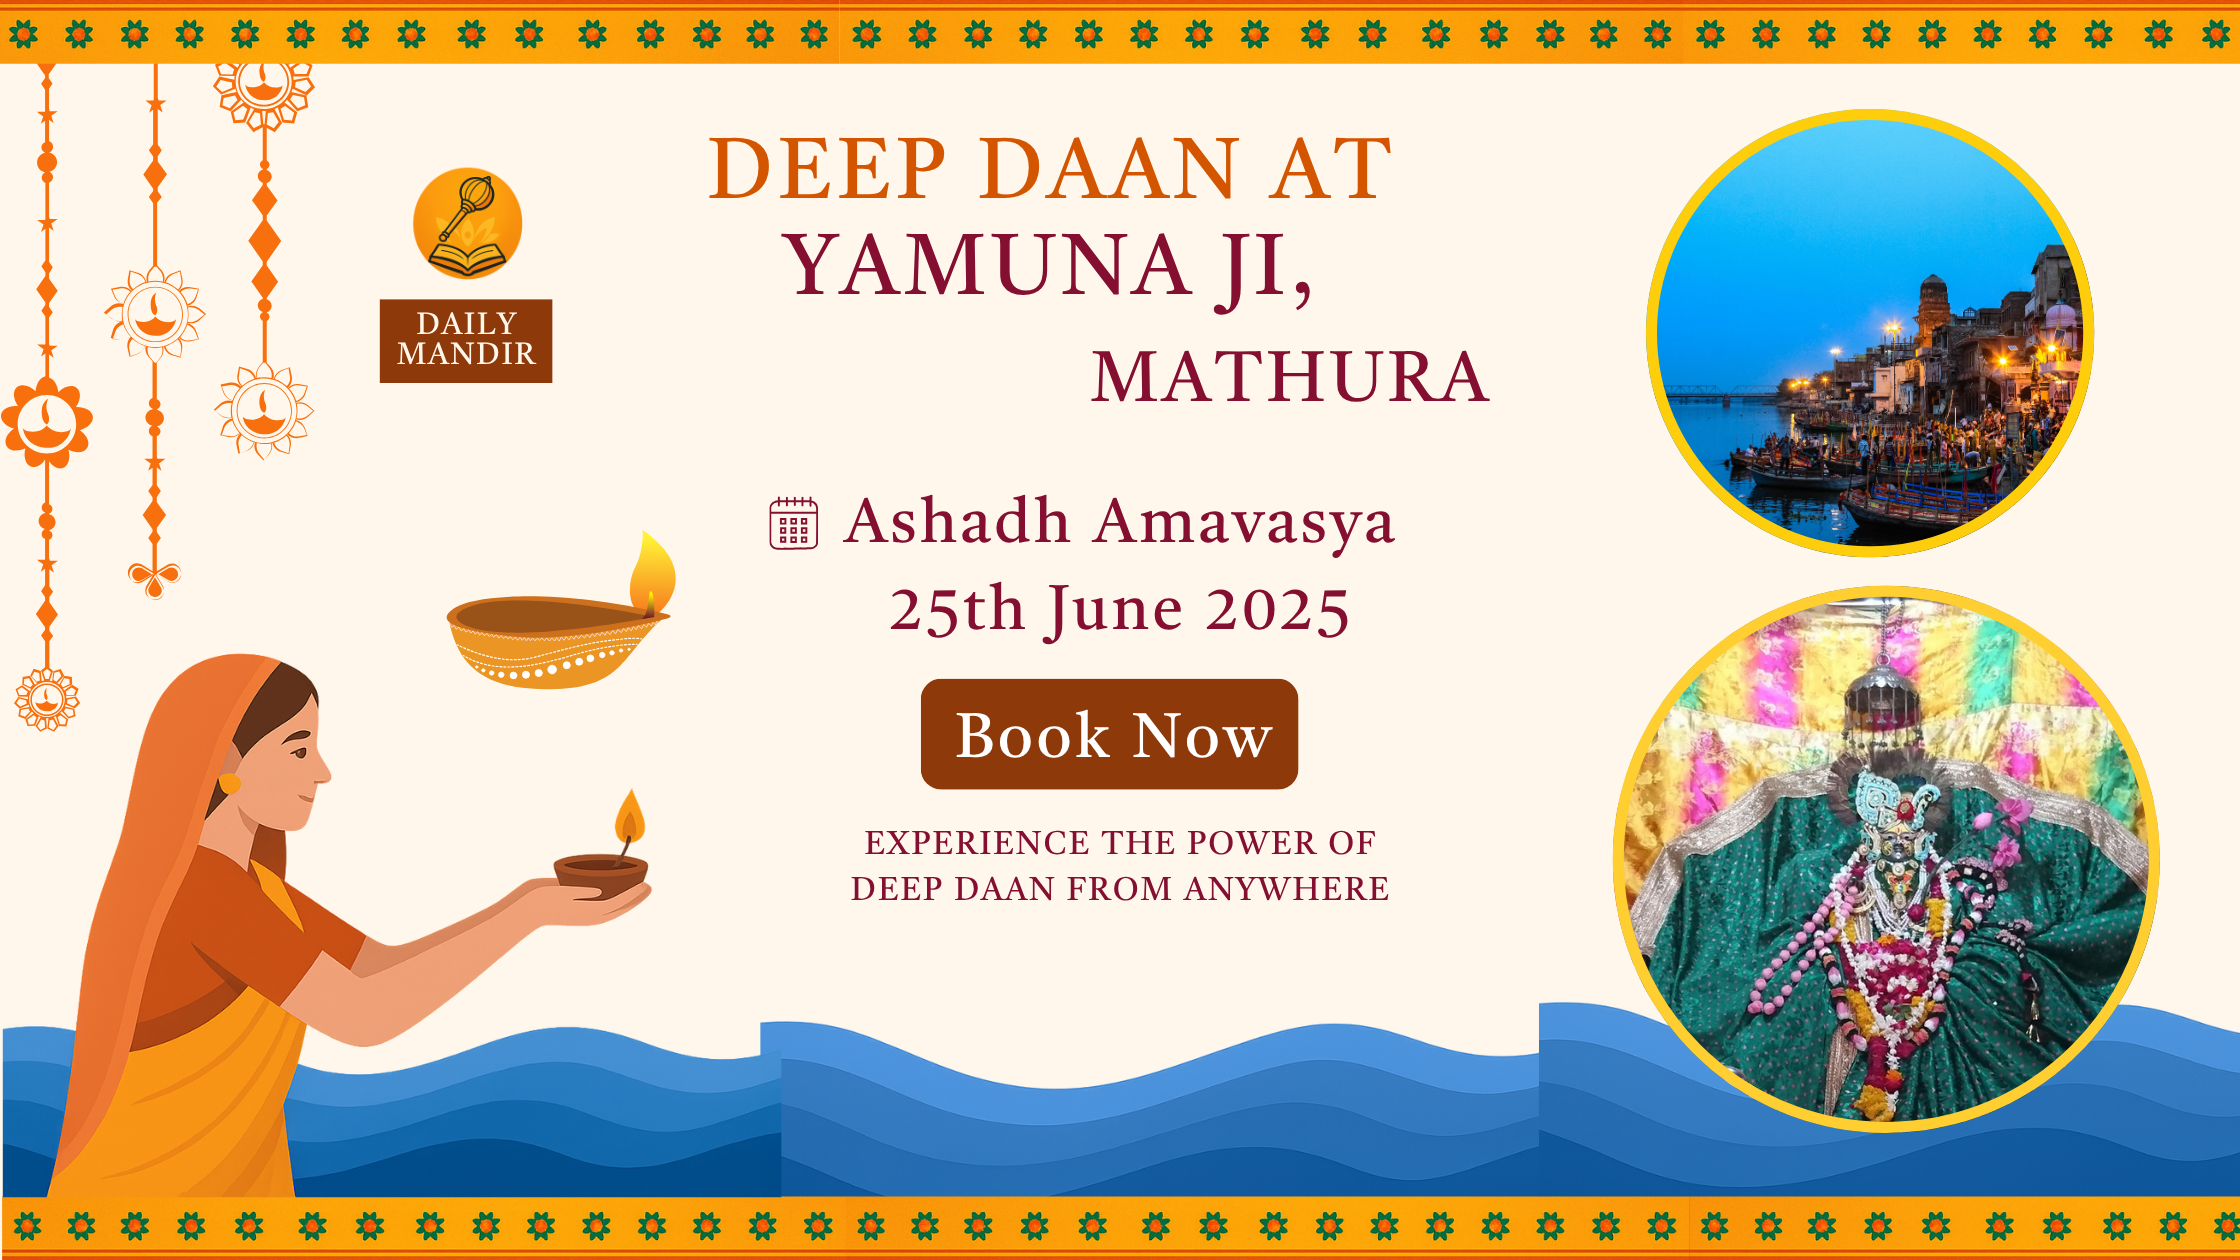 DEEP DAAN AT
YAMUNA JI,
MATHURA
DAILY
MANDIR
Ashadh Amavasya
25th June 2025
Book Now
EXPERIENCE THE POWER OF
DEEP DAAN FROM ANYWHERE